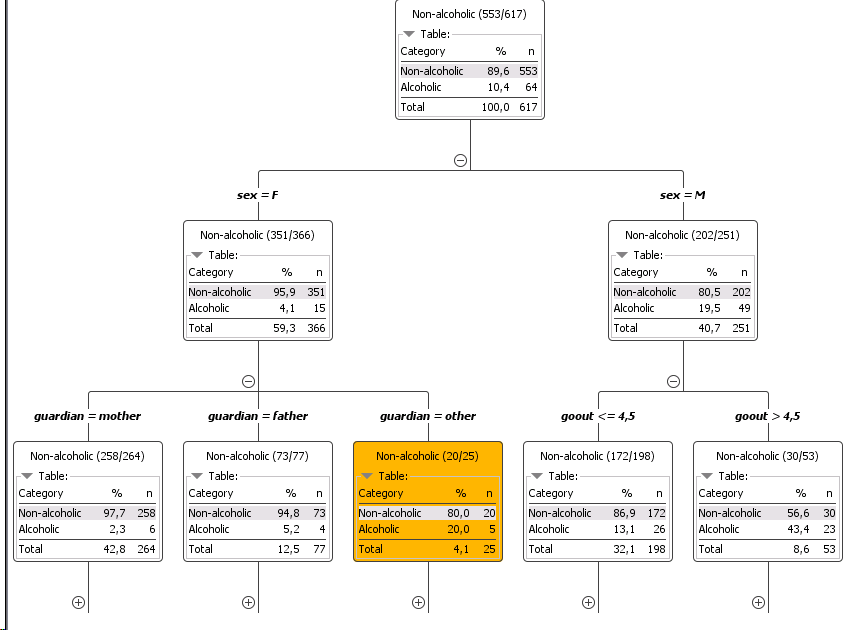 Non-alcoholic (553/617)
Table:
Category % n
Non-alcoholic 89,6 553
Alcoholic 10,4 64
Total 100,0 617
sex = F
sex = M
Non-alcoholic (351/366)
Table:
Category % n
Non-alcoholic 95,9 351
Alcoholic 4,1 15
Total 59,3 366
Non-alcoholic (202/251)
Table:
Category % n
Non-alcoholic 80,5 202
Alcoholic 19,5 49
Total 40,7 251
guardian = mother
guardian = father
guardian = other
goout <= 4,5
goout > 4,5
Non-alcoholic (258/264)
Table:
Category % n
Non-alcoholic 97,7 258
Alcoholic 2,3 6
Total 42,8 264
Non-alcoholic (73/77)
Table:
Category % n
Non-alcoholic 94,8 73
Alcoholic 5,2 4
Total 12,5 77
Non-alcoholic (20/25)
Table:
Category % n
Non-alcoholic 80,0 20
Alcoholic 20,0 5
Total 4,1 25
Non-alcoholic (172/198)
Table:
Category % n
Non-alcoholic 86,9 172
Alcoholic 13,1 26
Total 32,1 198
Non-alcoholic (30/53)
Table:
Category % n
Non-alcoholic 56,6 30
Alcoholic 43,4 23
Total 8,6 53